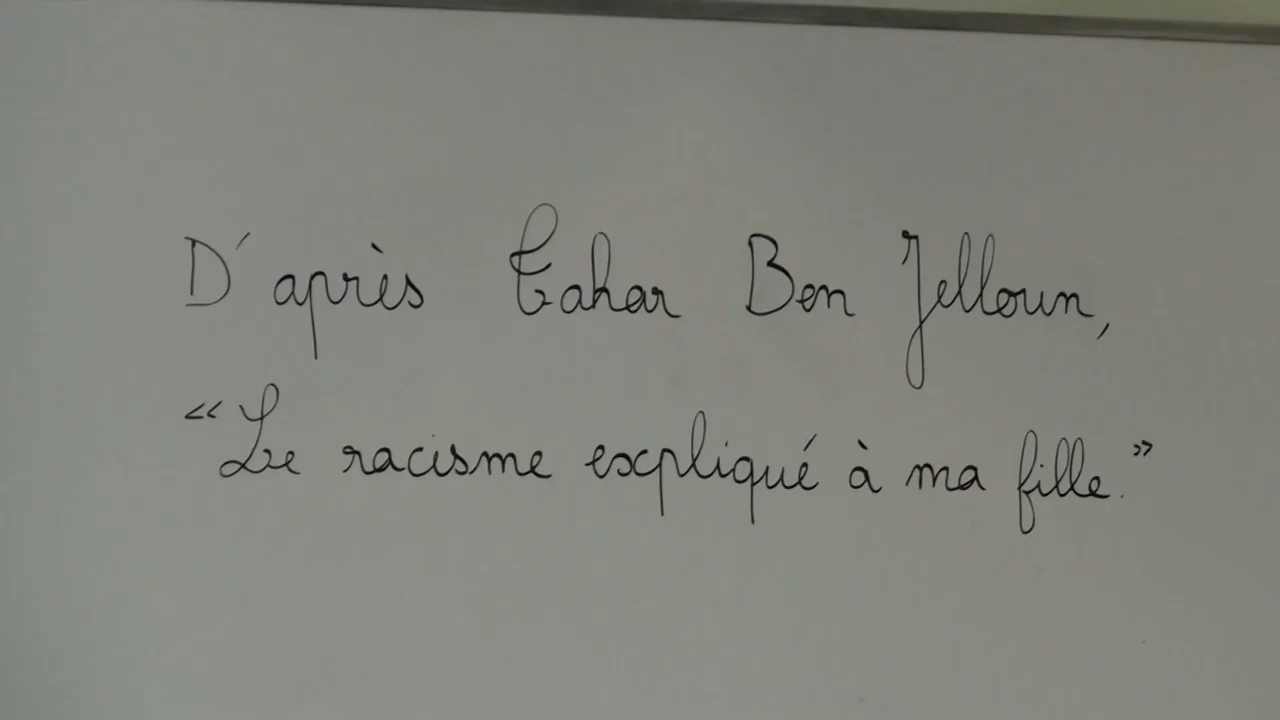 D'après Tahar Ben Jelloun,
“Le racisme expliqué à ma fille.”